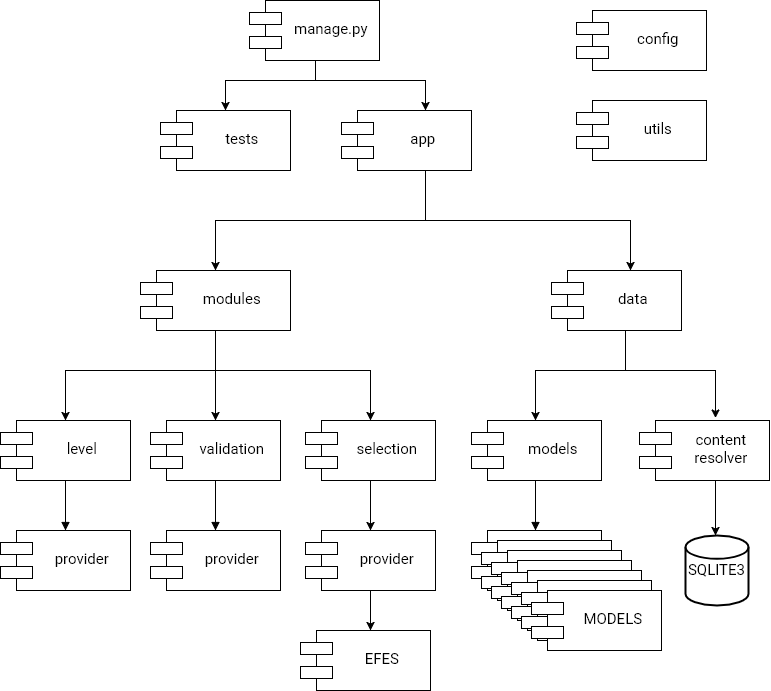 manage.py
config
utils
tests
app
modules
data
level
validation
selection
models
content
resolver
provider
provider
provider
SQLITE3
MODELS
EFES